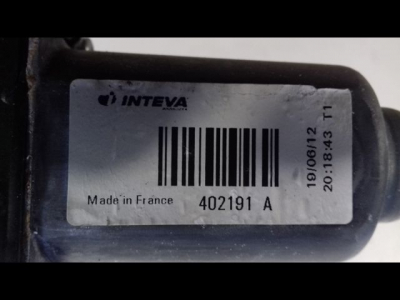 INTEVA
Made in France
402191 A
19/06/12
20:18:43 T1